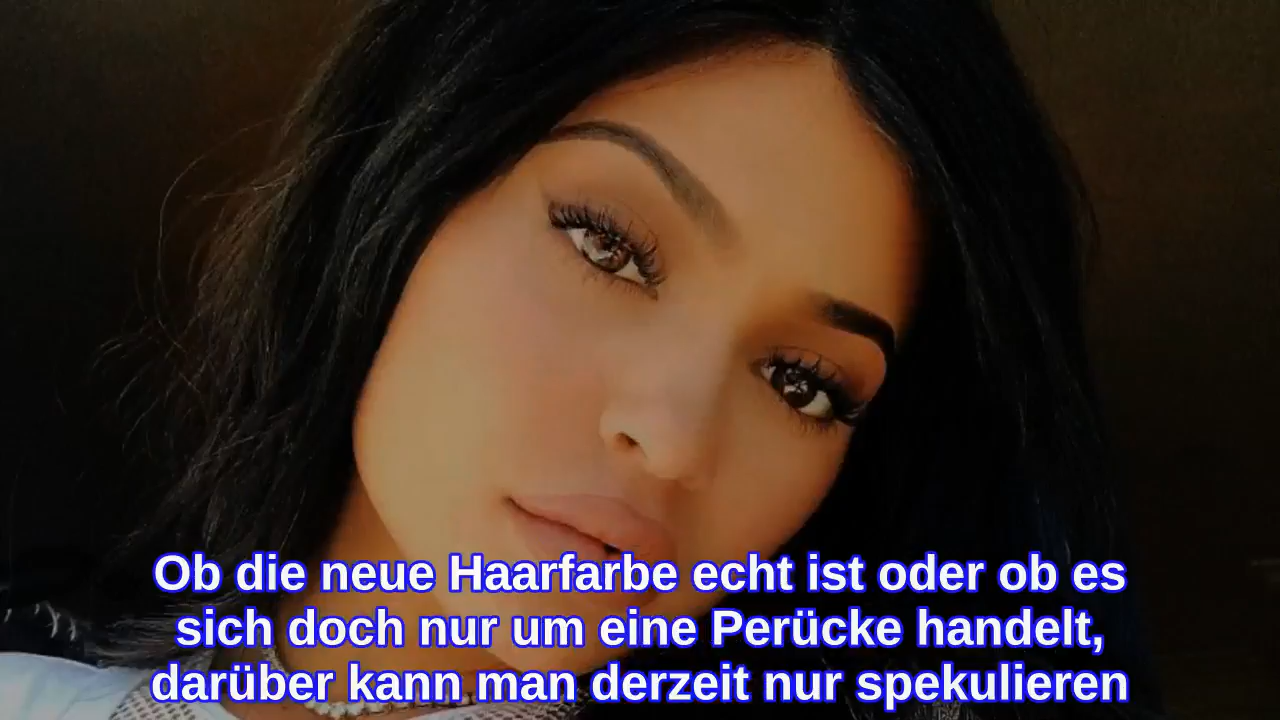 Ob die neue Haarfarbe echt ist oder ob es
sich doch nur um eine Perücke handelt,
darüber kann man derzeit nur spekulieren